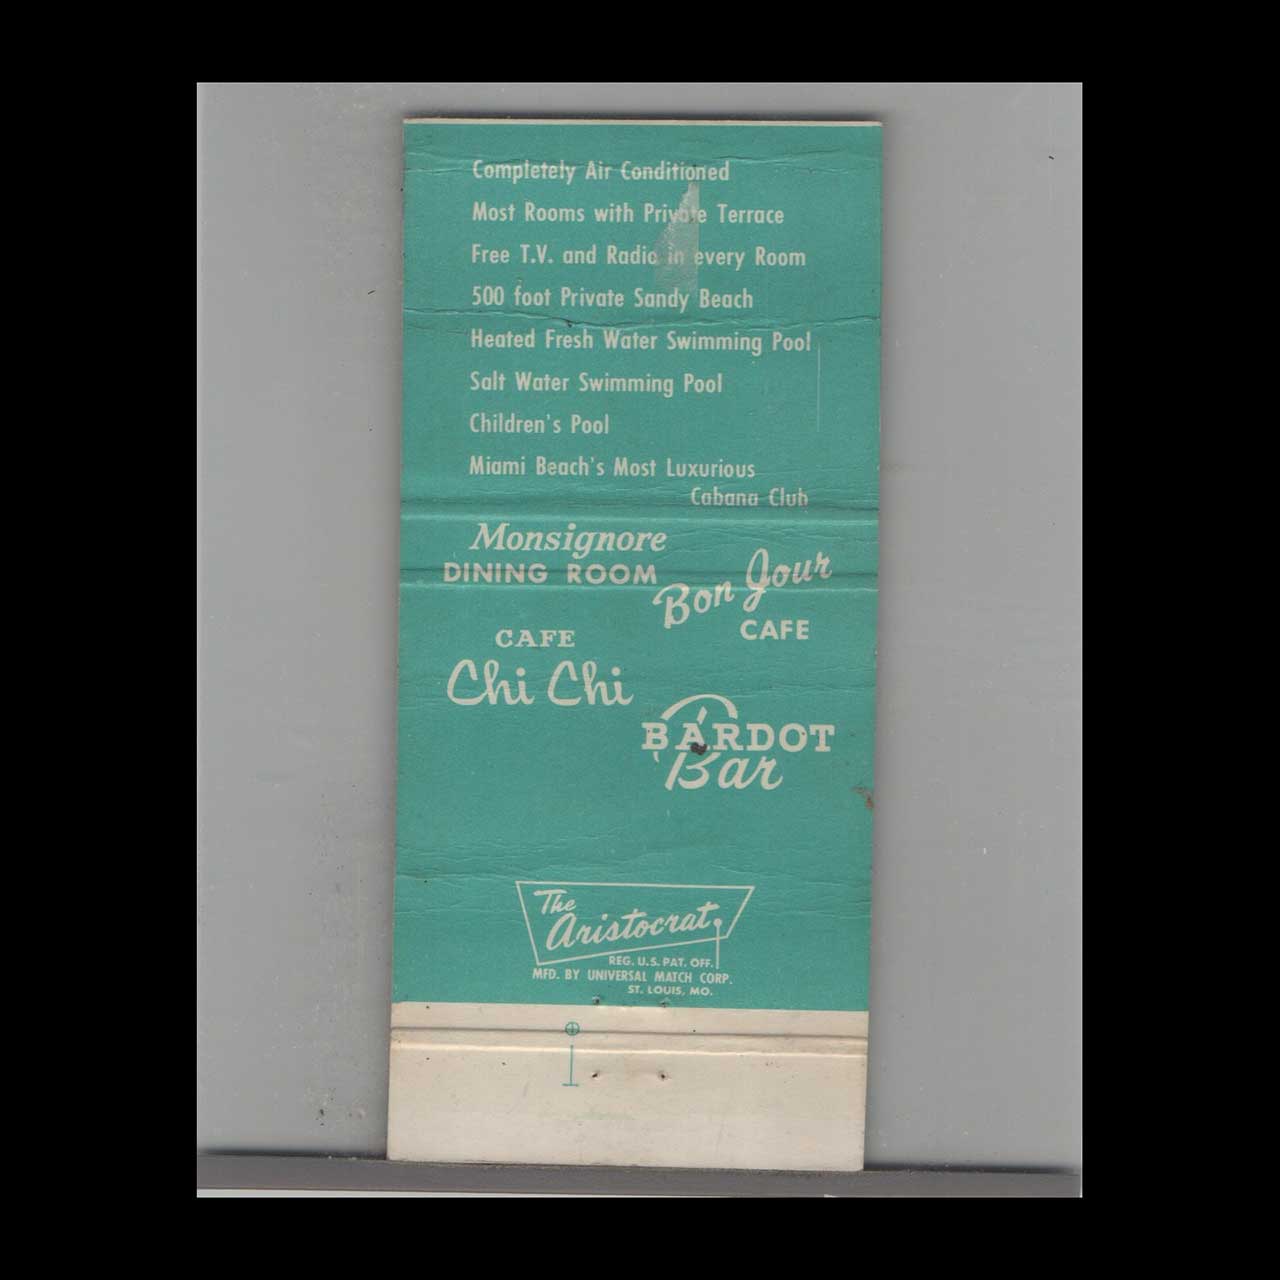 Completely Air Conditioned
Most Rooms with Private Terrace
Free T.V. and Radio in every Room
500 foot Private Sandy Beach
Heated Fresh Water Swimming Pool
Salt Water Swimming Pool
Children's Pool
Miami Beach's Most Luxurious
Cabana Club
Monsignore
DINING ROOM
Bon Jour
CAFE
CAFE
Chi Chi
BARDOT
Bar
The
Aristocrat
REG. U.S. PAT. OFF.
MFD. BY UNIVERSAL MATCH CORP.
ST. LOUIS, MO.